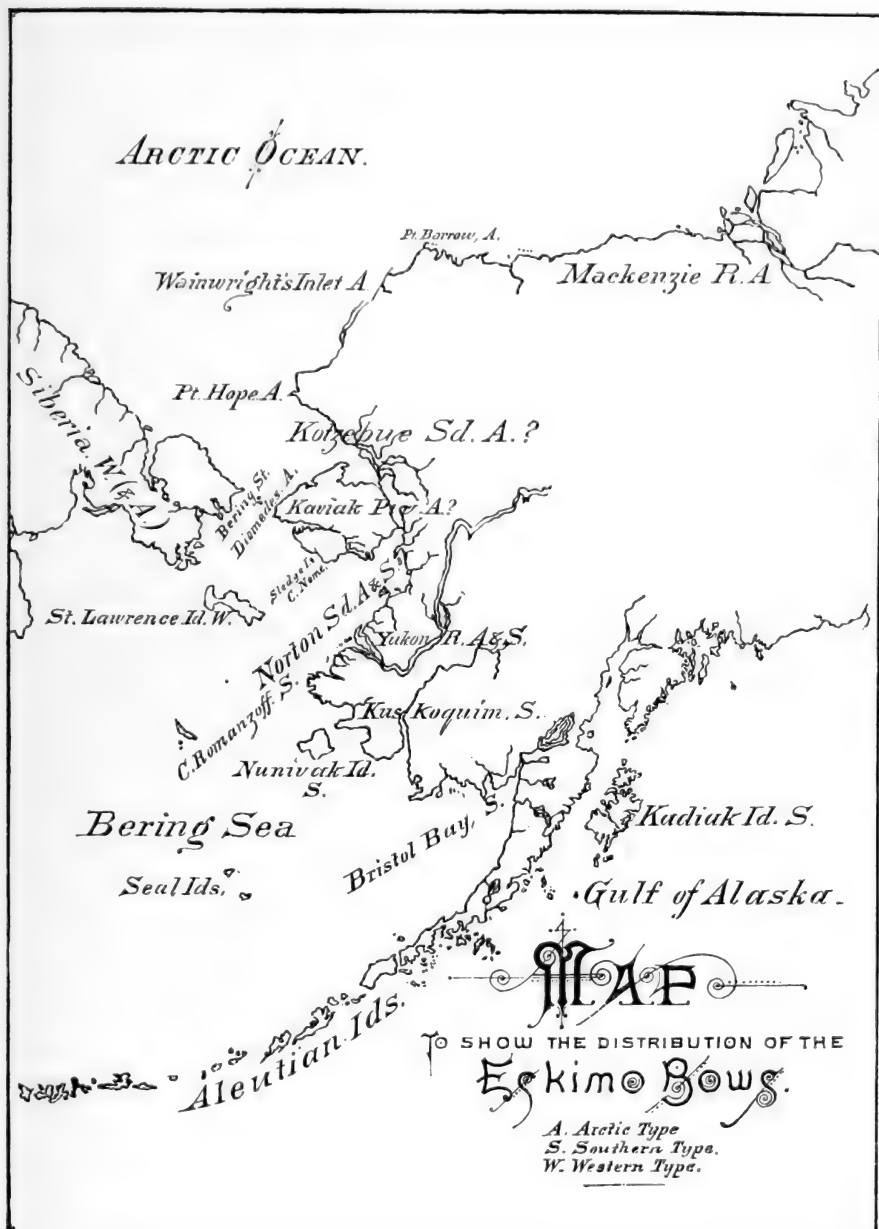 ARCTIC OCEAN.
Pt. Barrow, A.
Wainwright's Inlet A.
Mackenzie R. A
Pt. Hope A.
Siberia. W. (& A.)
Kotzebue Sd. A.?
Bering St.
Diomedes. A.
Kaviak A.?
Sledge I.
C. Nome.
St. Lawrence Id. W.
Norton Sd. A & S.
Yukon R. A & S.
C. Romanzoff. S.
Kuskoquim. S.
Nunivak Id.
S.
Bering Sea
Bristol Bay, S.
Kadiak Id. S.
Seal Ids.
Gulf of Alaska.
Aleutian Ids.
MAP
TO SHOW THE DISTRIBUTION OF THE
ESKIMO BOWS.
A. Arctic Type
S. Southern Type.
W. Western Type.